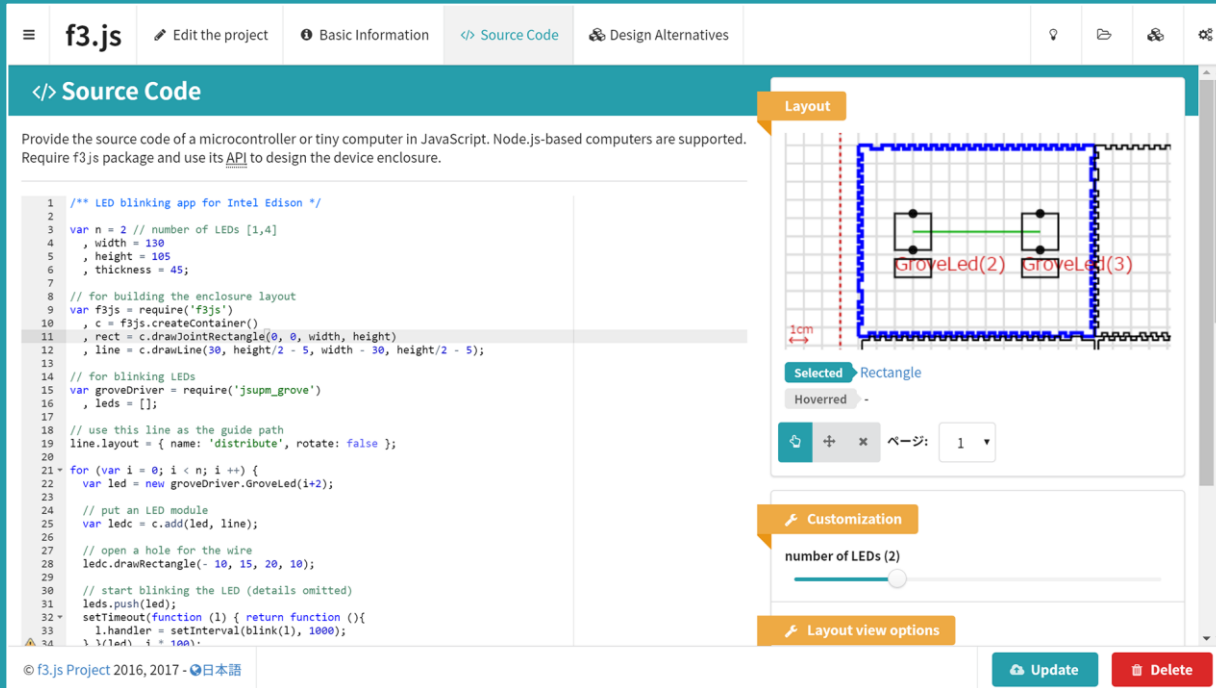 f3.js
Edit the project
Basic Information
</> Source Code
Design Alternatives
</> Source Code
Provide the source code of a microcontroller or tiny computer in JavaScript. Node.js-based computers are supported.
Require f3js package and use its API to design the device enclosure.
1 /** LED blinking app for Intel Edison */
2
3 var n = 2 // number of LEDs [1,4]
4 , width = 130
5 , height = 105
6 , thickness = 45;
7
8 // for building the enclosure layout
9 var f3js = require('f3js')
10 , c = f3js.createContainer()
11 , rect = c.drawJointRectangle(0, 0, width, height)
12 , line = c.drawLine(30, height/2 - 5, width - 30, height/2 - 5);
13
14 // for blinking LEDs
15 var groveDriver = require('jsupm_grove')
16 , leds = [];
17
18 // use this line as the guide path
19 line.layout = { name: 'distribute', rotate: false };
20
21 for (var i = 0; i < n; i ++) {
22 var led = new groveDriver.GroveLed(i+2);
23
24 // put an LED module
25 var ledc = c.add(led, line);
26
27 // open a hole for the wire
28 ledc.drawRectangle(- 10, 15, 20, 10);
29
30 // start blinking the LED (details omitted)
31 leds.push(led);
32 setTimeout(function (l) { return function (){
33 l.handler = setInterval(blink(l), 1000);
34 } }(led), i * 100);
Layout
GroveLed(2)
GroveLed(3)
1cm
Selected Rectangle
Hoverred -
ページ: 1
Customization
number of LEDs (2)
Layout view options
© f3.js Project 2016, 2017 - 日本語
Update
Delete